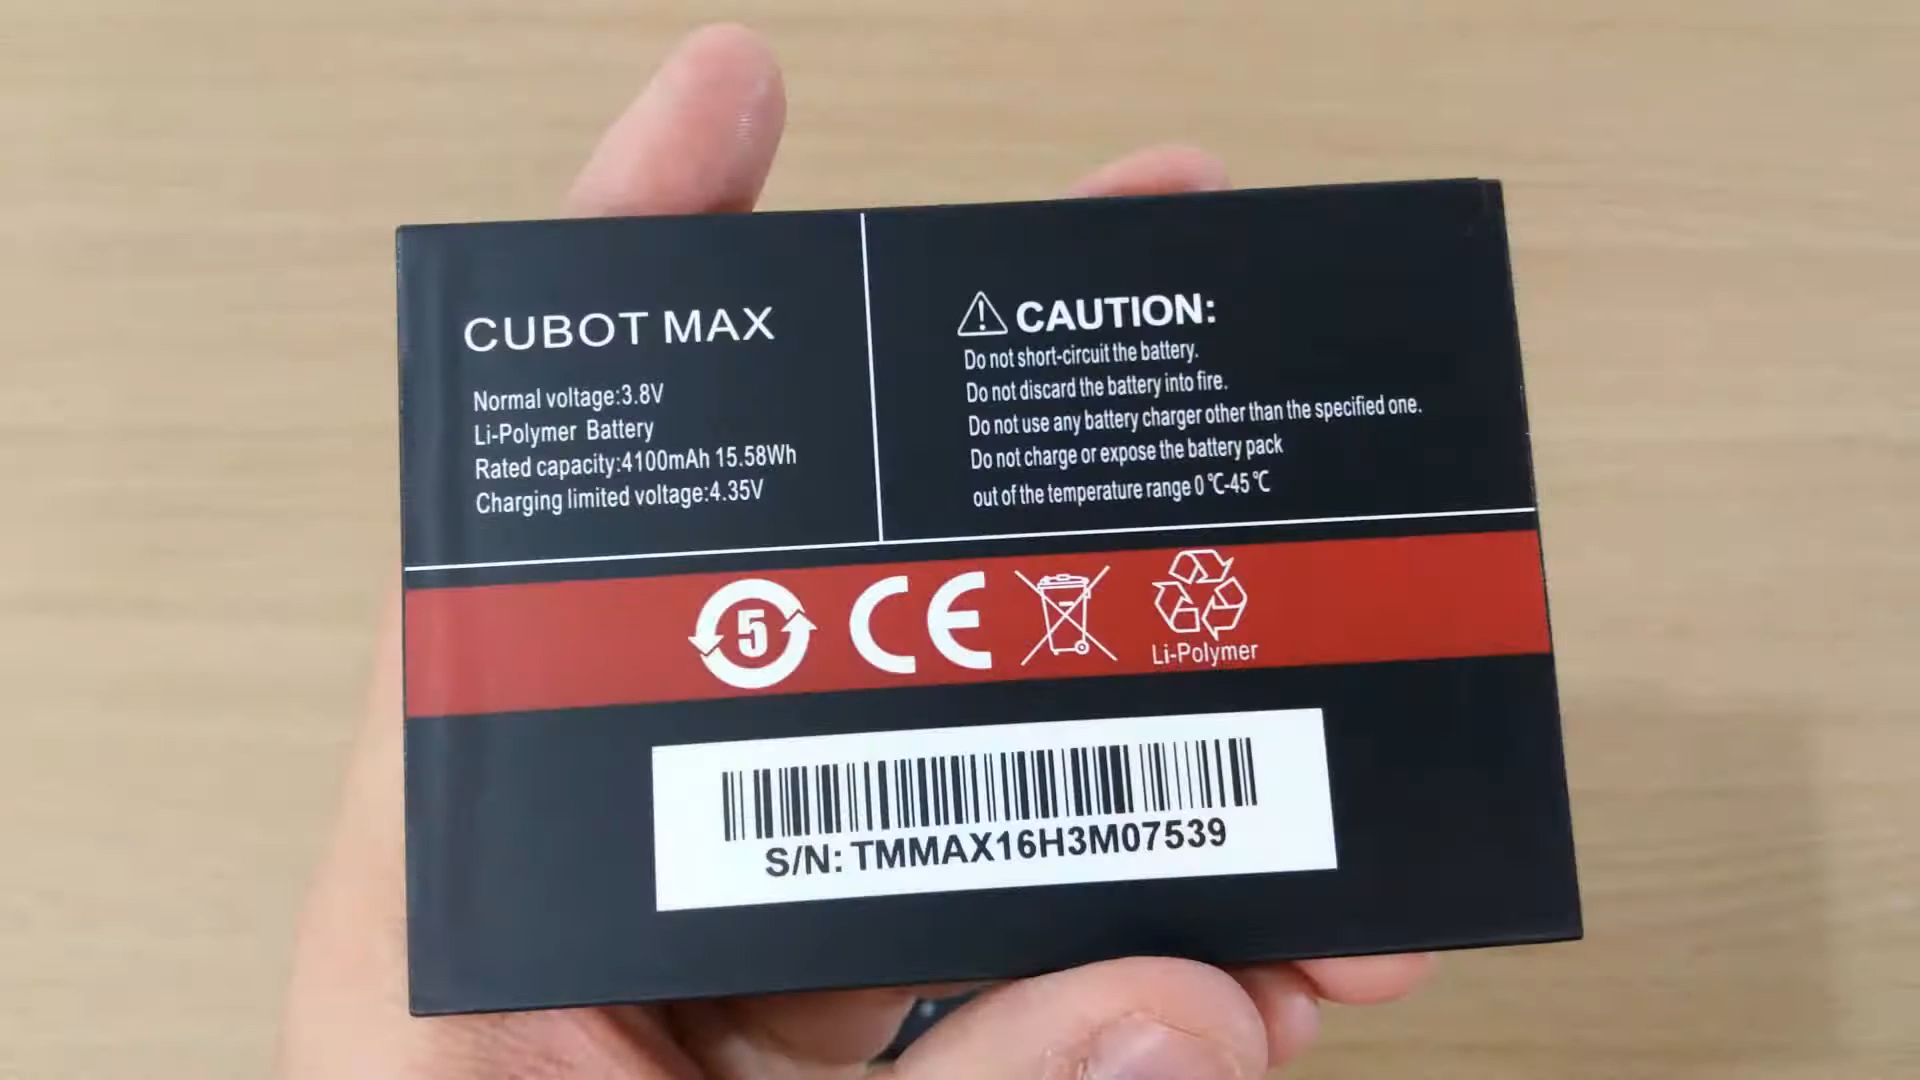 CUBOT MAX
Normal voltage:3.8V
Li-Polymer Battery
Rated capacity:4100mAh 15.58Wh
Charging limited voltage:4.35V
CAUTION:
Do not short-circuit the battery.
Do not discard the battery into fire.
Do not use any battery charger other than the specified one.
Do not charge or expose the battery pack
out of the temperature range 0℃-45℃
5
CE
Li-Polymer
S/N: TMMAX16H3M07539